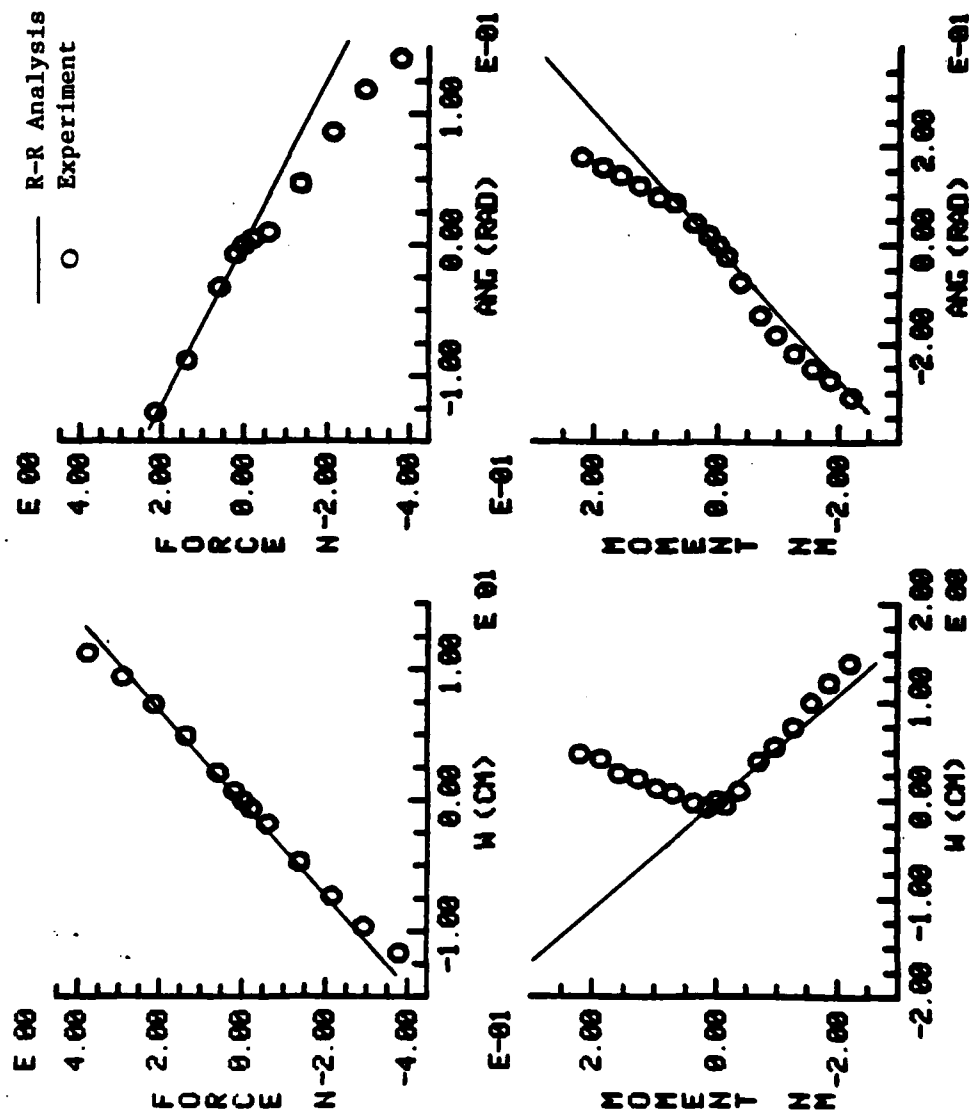 R-R Analysis
Experiment
E 00
4.00
2.00
0.00
-2.00
-4.00
FORCE N
-1.00 0.00 1.00
W (CM) E 01
E 00
4.00
2.00
0.00
-2.00
-4.00
FORCE N
-1.00 0.00 1.00
ANG (RAD) E-01
E-01
2.00
0.00
-2.00
MOMENT NM
-2.00 -1.00 0.00 1.00 2.00
W (CM) E 00
E-01
2.00
0.00
-2.00
MOMENT NM
-2.00 0.00 2.00
ANG (RAD) E-01